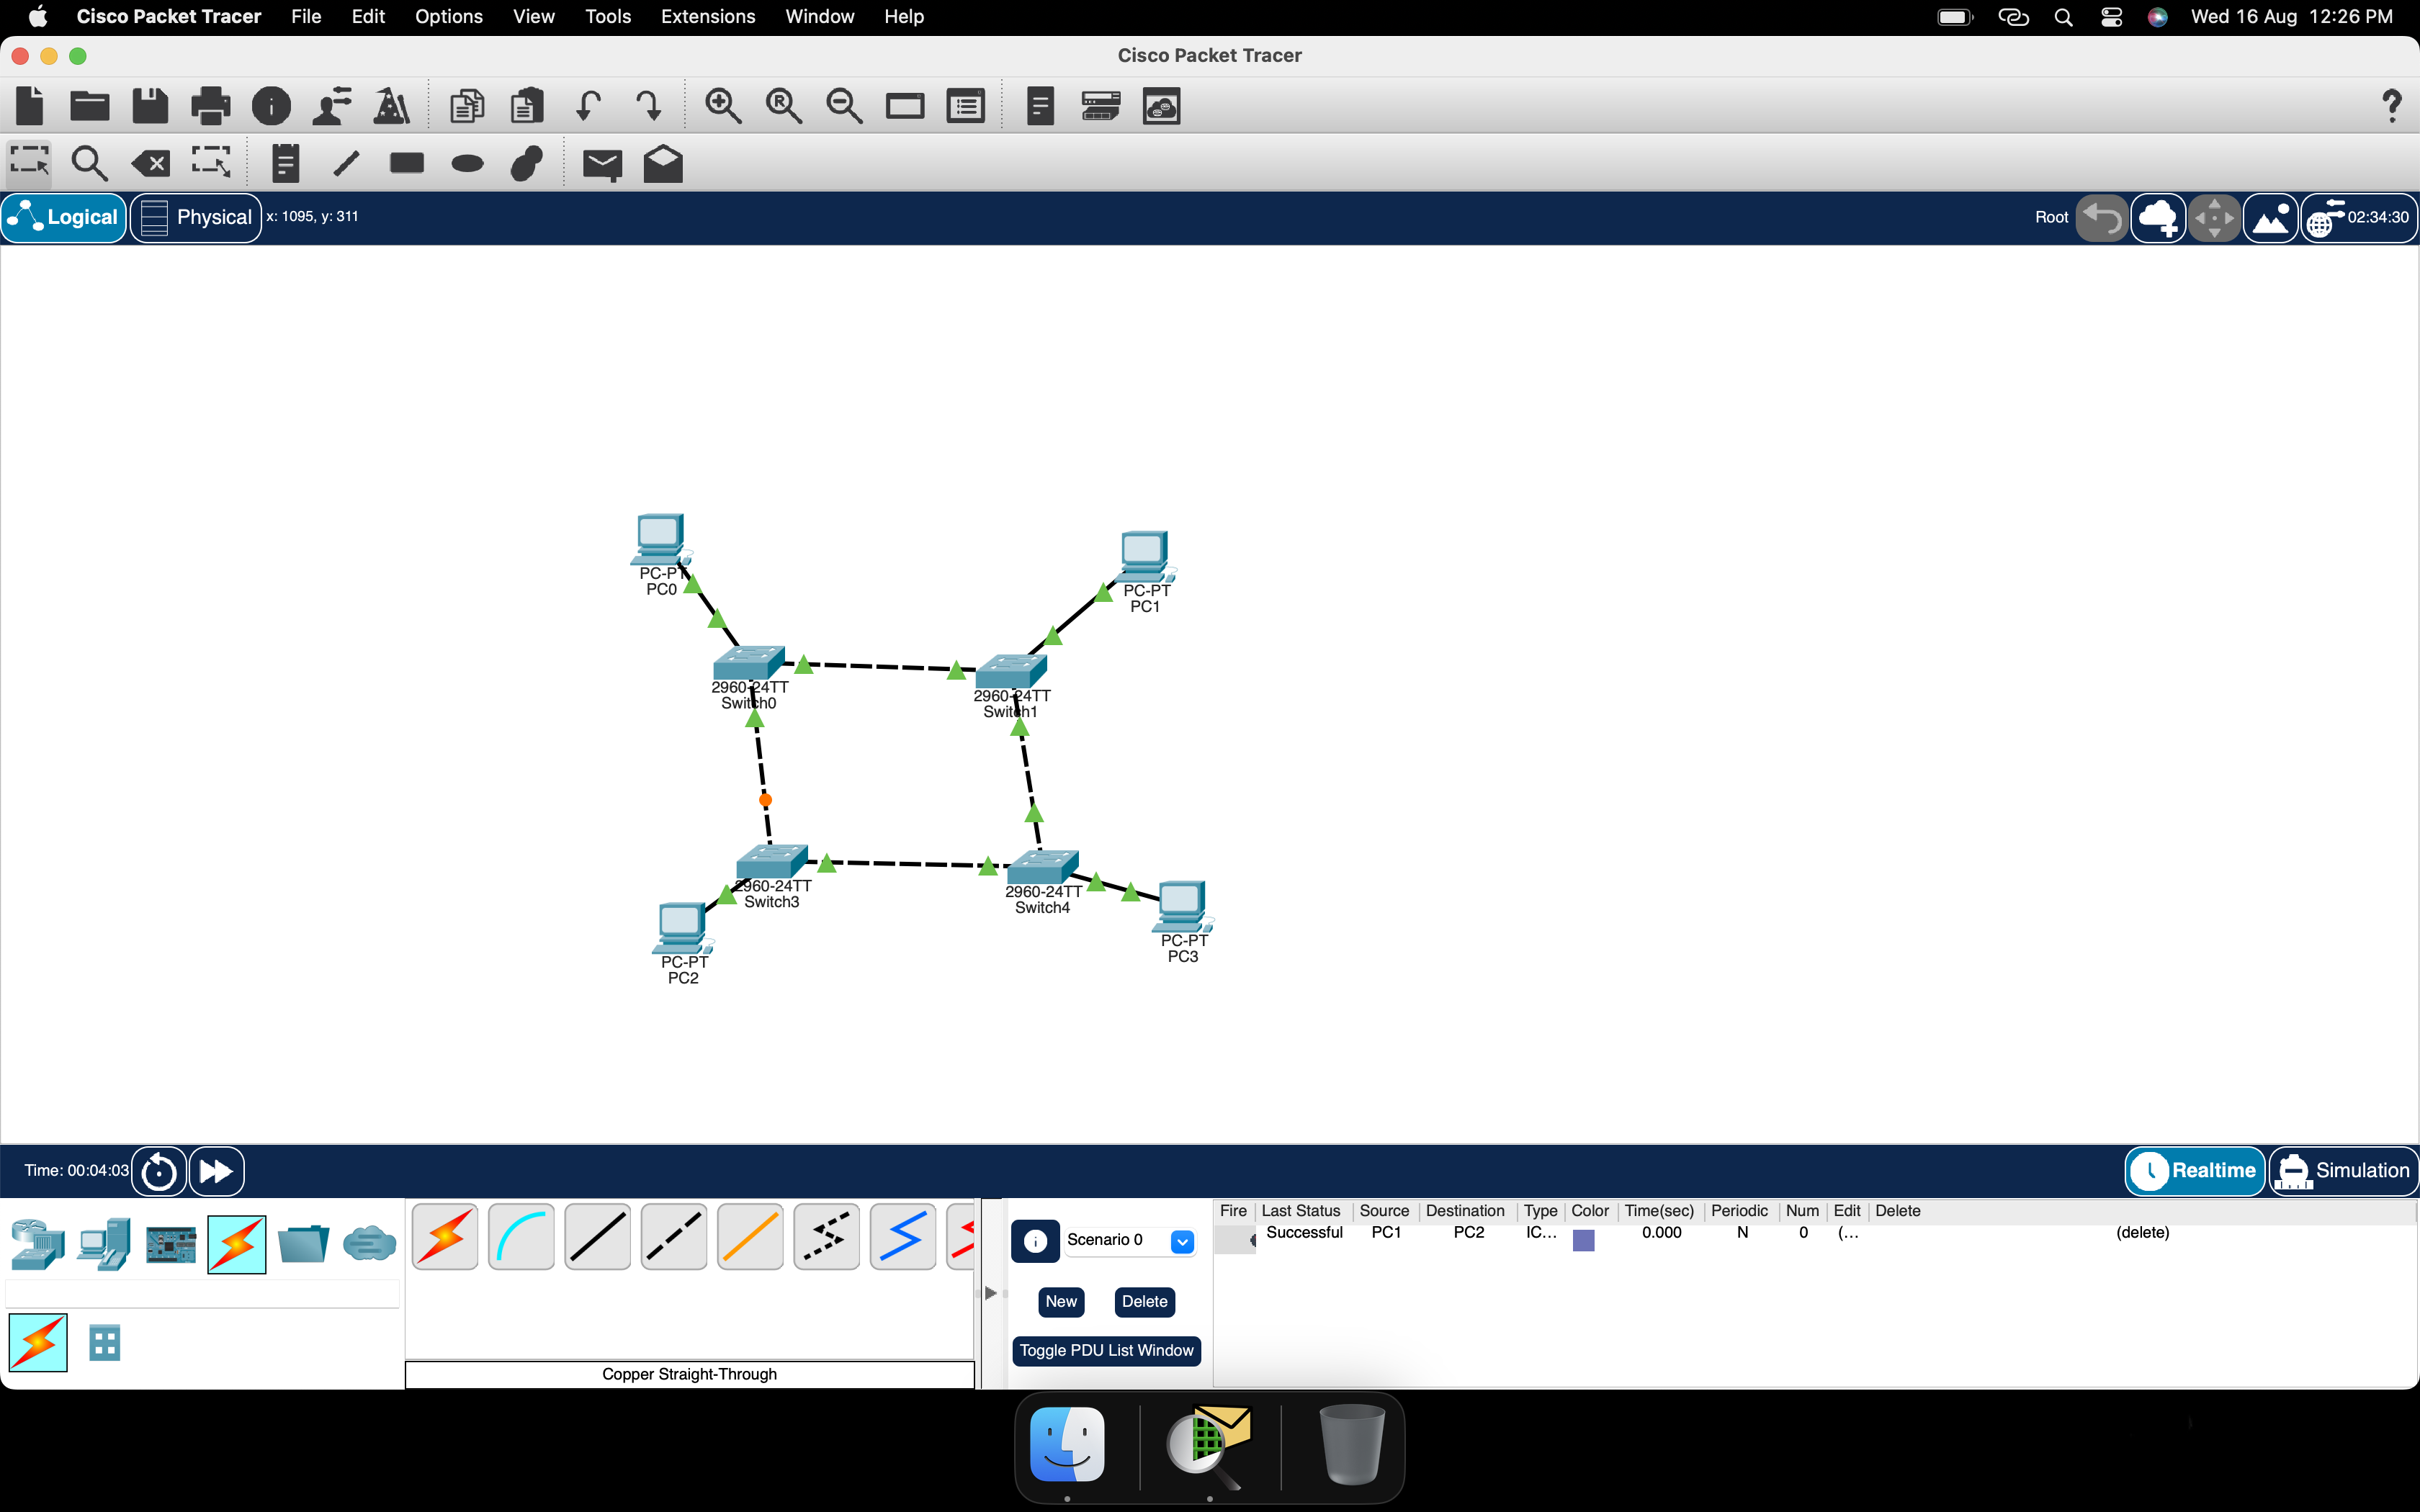 Cisco Packet Tracer File Edit Options View Tools Extensions Window Help Wed 16 Aug 12:26 PM
Cisco Packet Tracer
Logical Physical x: 1095, y: 311 Root 02:34:30
PC-PT
PC0
PC-PT
PC1
2960-24TT
Switch0
2960-24TT
Switch1
2960-24TT
Switch3
2960-24TT
Switch4
PC-PT
PC2
PC-PT
PC3
Time: 00:04:03 Realtime Simulation
Fire Last Status Source Destination Type Color Time(sec) Periodic Num Edit Delete
Successful PC1 PC2 IC... 0.000 N 0 (... (delete)
Scenario 0
New Delete
Toggle PDU List Window
Copper Straight-Through